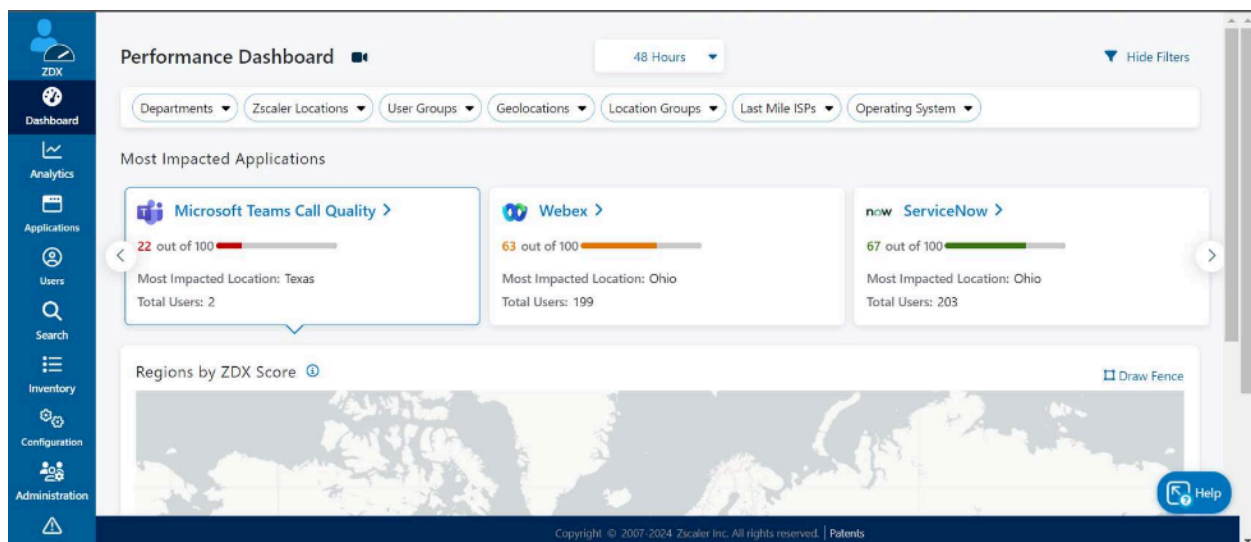 ZDX
Dashboard
Analytics
Applications
Users
Search
Inventory
Configuration
Administration
Performance Dashboard
48 Hours
Hide Filters
Departments
Zscaler Locations
User Groups
Geolocations
Location Groups
Last Mile ISPs
Operating System
Most Impacted Applications
Microsoft Teams Call Quality
22 out of 100
Most Impacted Location: Texas
Total Users: 2
Webex
63 out of 100
Most Impacted Location: Ohio
Total Users: 199
now ServiceNow
67 out of 100
Most Impacted Location: Ohio
Total Users: 203
Regions by ZDX Score
Draw Fence
Help
Copyright © 2007-2024 Zscaler Inc. All rights reserved. | Patents